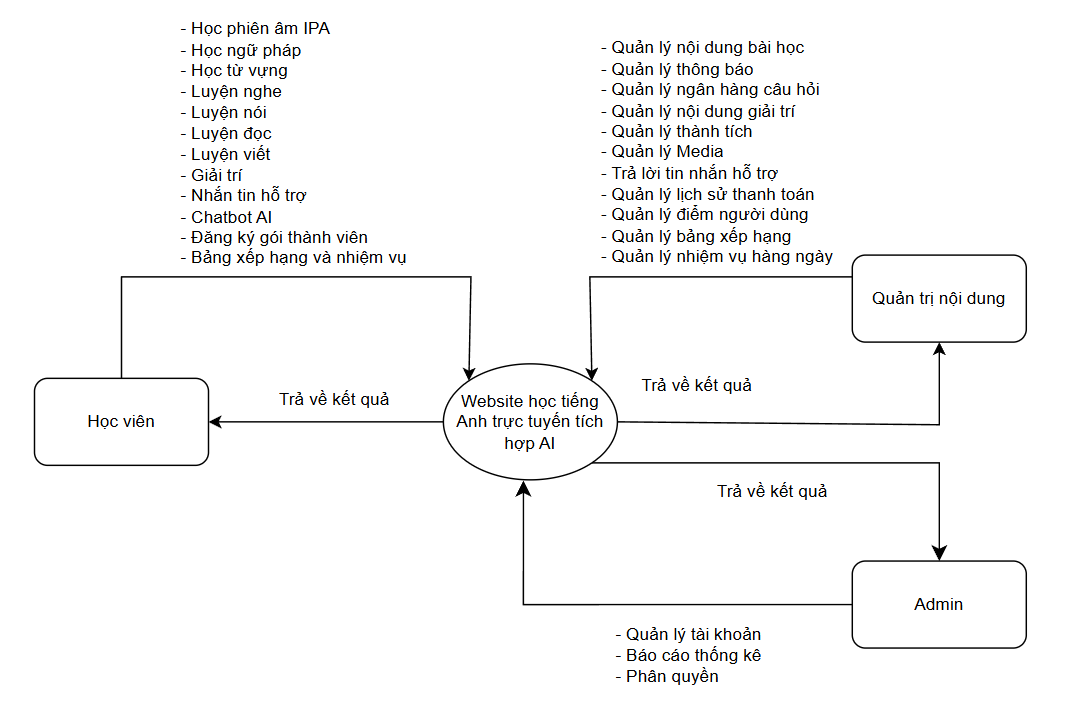 - Học phiên âm IPA
- Học ngữ pháp
- Học từ vựng
- Luyện nghe
- Luyện nói
- Luyện đọc
- Luyện viết
- Giải trí
- Nhắn tin hỗ trợ
- Chatbot AI
- Đăng ký gói thành viên
- Bảng xếp hạng và nhiệm vụ
- Quản lý nội dung bài học
- Quản lý thông báo
- Quản lý ngân hàng câu hỏi
- Quản lý nội dung giải trí
- Quản lý thành tích
- Quản lý Media
- Trả lời tin nhắn hỗ trợ
- Quản lý lịch sử thanh toán
- Quản lý điểm người dùng
- Quản lý bảng xếp hạng
- Quản lý nhiệm vụ hàng ngày
Quản trị nội dung
Trả về kết quả
Trả về kết quả
Học viên
Website học tiếng
Anh trực tuyến tích
hợp AI
Trả về kết quả
Admin
- Quản lý tài khoản
- Báo cáo thống kê
- Phân quyền